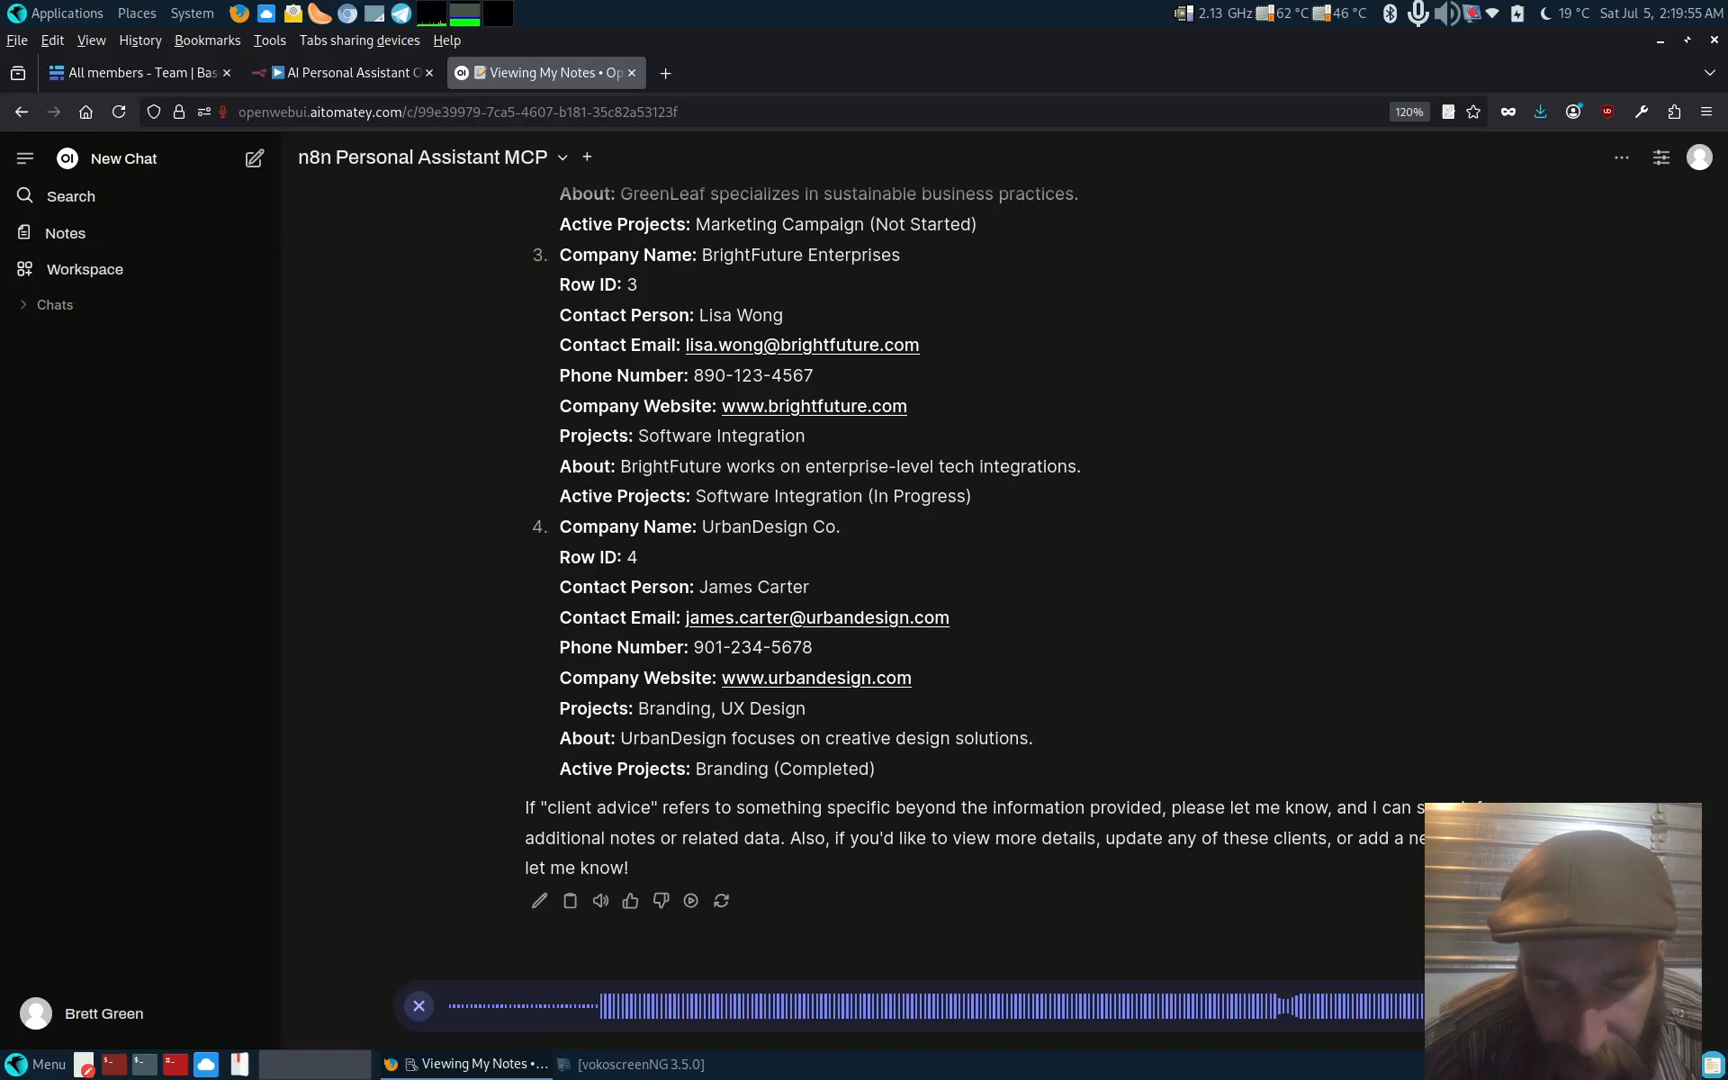 Applications Places System
2.13 GHz 62 °C 46 °C 19 °C Sat Jul 5, 2:19:55 AM
File Edit View History Bookmarks Tools Tabs sharing devices Help
All members - Team | Bas
AI Personal Assistant O
Viewing My Notes • Op
openwebui.aitomatey.com/c/99e39979-7ca5-4607-b181-35c82a53123f
120%
OI New Chat
n8n Personal Assistant MCP
Search
Notes
Workspace
Chats
About: GreenLeaf specializes in sustainable business practices.
Active Projects: Marketing Campaign (Not Started)
3. Company Name: BrightFuture Enterprises
Row ID: 3
Contact Person: Lisa Wong
Contact Email: lisa.wong@brightfuture.com
Phone Number: 890-123-4567
Company Website: www.brightfuture.com
Projects: Software Integration
About: BrightFuture works on enterprise-level tech integrations.
Active Projects: Software Integration (In Progress)
4. Company Name: UrbanDesign Co.
Row ID: 4
Contact Person: James Carter
Contact Email: james.carter@urbandesign.com
Phone Number: 901-234-5678
Company Website: www.urbandesign.com
Projects: Branding, UX Design
About: UrbanDesign focuses on creative design solutions.
Active Projects: Branding (Completed)
If "client advice" refers to something specific beyond the information provided, please let me know, and I can
additional notes or related data. Also, if you'd like to view more details, update any of these clients, or add a
let me know!
Brett Green
Menu
Viewing My Notes •...
[vokoscreenNG 3.5.0]